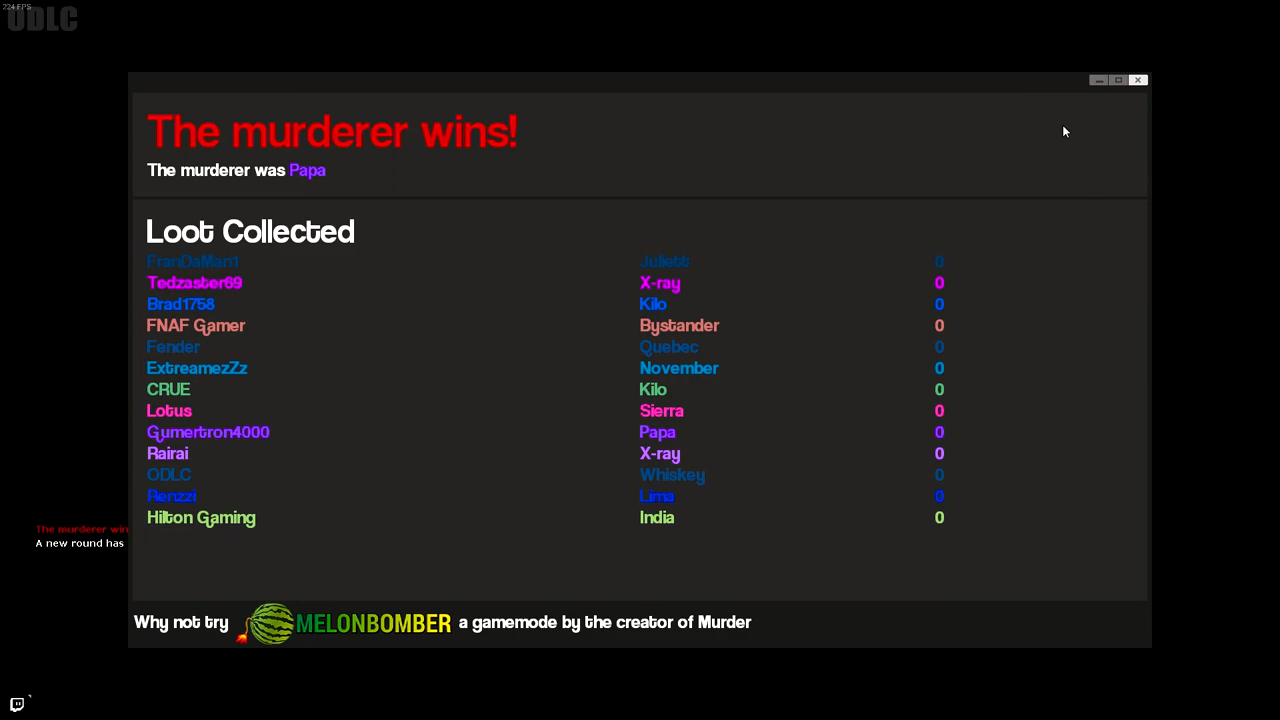 224 FPS
ODLC
The murderer wins!
The murderer was Papa
Loot Collected
FranDaMan1 Juliett 0
Tedzaster69 X-ray 0
Brad1758 Kilo 0
FNAF Gamer Bystander 0
Fender Quebec 0
ExtreamezZz November 0
CRUE Kilo 0
Lotus Sierra 0
Gumertron4000 Papa 0
Rairai X-ray 0
ODLC Whiskey 0
Renzzi Lima 0
Hilton Gaming India 0
The murderer win
A new round has
Why not try MELONBOMBER a gamemode by the creator of Murder